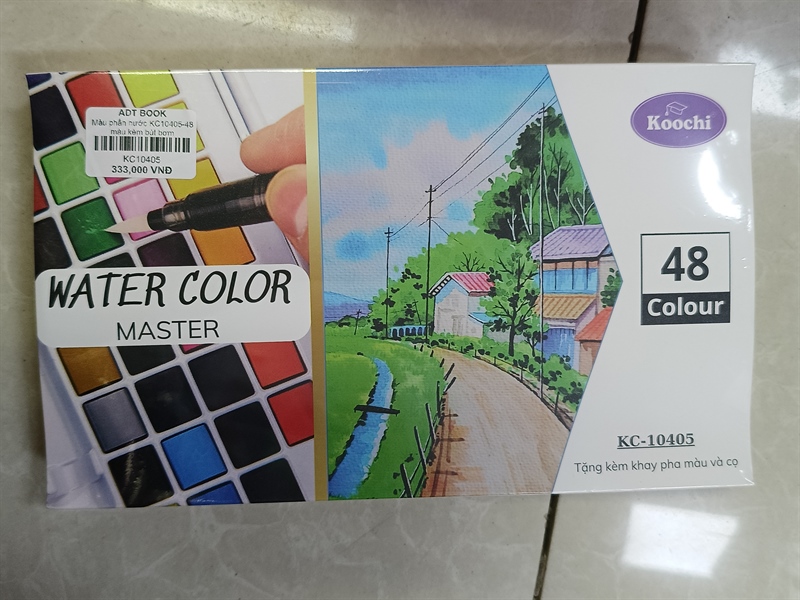 ADT BOOK
Màu phấn nước KC10405-48
màu kèm bút bơm
KC10405
333,000 VNĐ
Koochi
WATER COLOR
MASTER
48
Colour
KC-10405
Tặng kèm khay pha màu và cọ